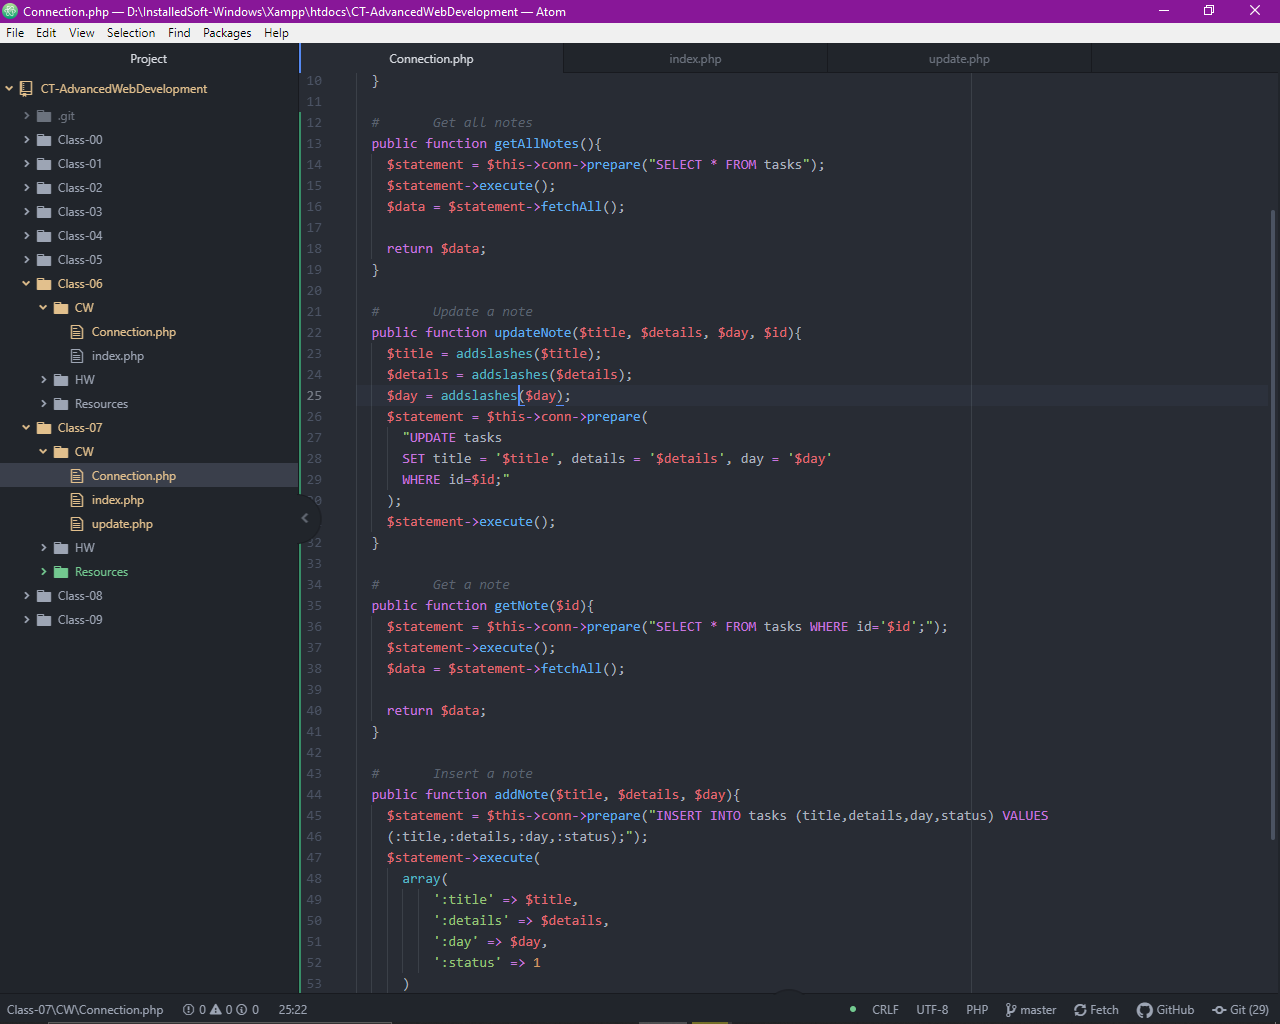 Connection.php — D:\InstalledSoft-Windows\Xampp\htdocs\CT-AdvancedWebDevelopment — Atom
File Edit View Selection Find Packages Help
Project
CT-AdvancedWebDevelopment
.git
Class-00
Class-01
Class-02
Class-03
Class-04
Class-05
Class-06
CW
Connection.php
index.php
HW
Resources
Class-07
CW
Connection.php
index.php
update.php
HW
Resources
Class-08
Class-09
Connection.php index.php update.php
10 }
11
12 # Get all notes
13 public function getAllNotes(){
14 $statement = $this->conn->prepare("SELECT * FROM tasks");
15 $statement->execute();
16 $data = $statement->fetchAll();
17
18 return $data;
19 }
20
21 # Update a note
22 public function updateNote($title, $details, $day, $id){
23 $title = addslashes($title);
24 $details = addslashes($details);
25 $day = addslashes($day);
26 $statement = $this->conn->prepare(
27 "UPDATE tasks
28 SET title = '$title', details = '$details', day = '$day'
29 WHERE id=$id;"
);
$statement->execute();
32 }
33
34 # Get a note
35 public function getNote($id){
36 $statement = $this->conn->prepare("SELECT * FROM tasks WHERE id='$id';");
37 $statement->execute();
38 $data = $statement->fetchAll();
39
40 return $data;
41 }
42
43 # Insert a note
44 public function addNote($title, $details, $day){
45 $statement = $this->conn->prepare("INSERT INTO tasks (title,details,day,status) VALUES
46 (:title,:details,:day,:status);");
47 $statement->execute(
48 array(
49 ':title' => $title,
50 ':details' => $details,
51 ':day' => $day,
52 ':status' => 1
53 )
Class-07\CW\Connection.php 0 0 0 25:22 CRLF UTF-8 PHP master Fetch GitHub Git (29)